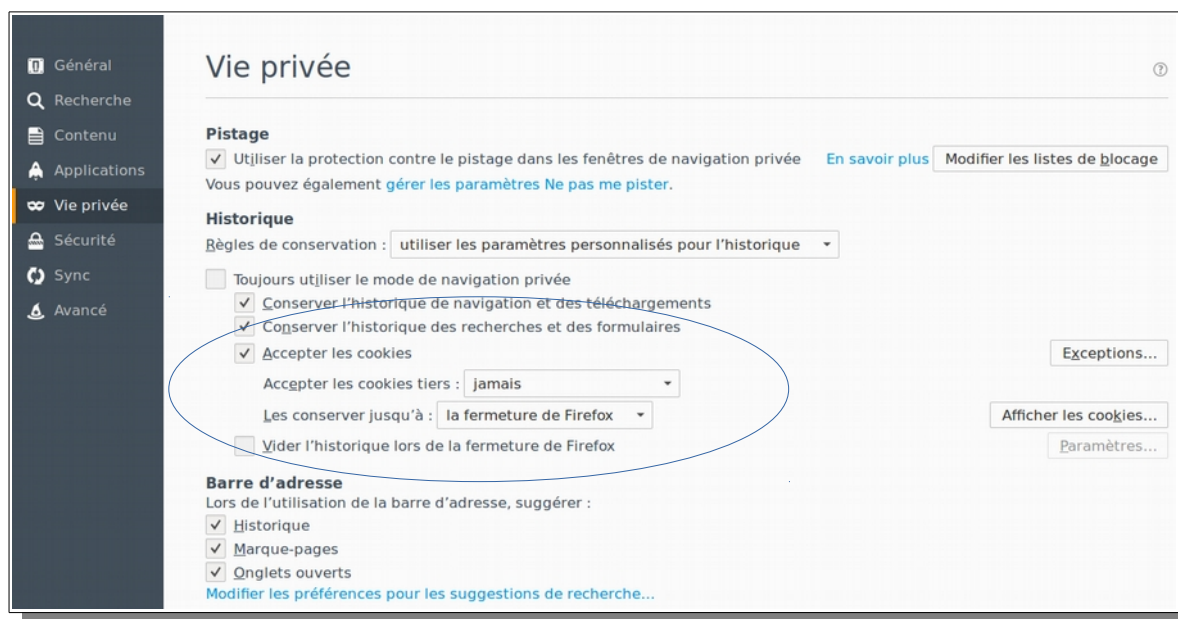 Général
Recherche
Contenu
Applications
Vie privée
Sécurité
Sync
Avancé
Vie privée
Pistage
Utiliser la protection contre le pistage dans les fenêtres de navigation privée En savoir plus Modifier les listes de blocage
Vous pouvez également gérer les paramètres Ne pas me pister.
Historique
Règles de conservation : utiliser les paramètres personnalisés pour l’historique
Toujours utiliser le mode de navigation privée
Conserver l’historique de navigation et des téléchargements
Conserver l’historique des recherches et des formulaires
Accepter les cookies Exceptions...
Accepter les cookies tiers : jamais
Les conserver jusqu’à : la fermeture de Firefox Afficher les cookies...
Vider l’historique lors de la fermeture de Firefox Paramètres...
Barre d’adresse
Lors de l’utilisation de la barre d’adresse, suggérer :
Historique
Marque-pages
Onglets ouverts
Modifier les préférences pour les suggestions de recherche...